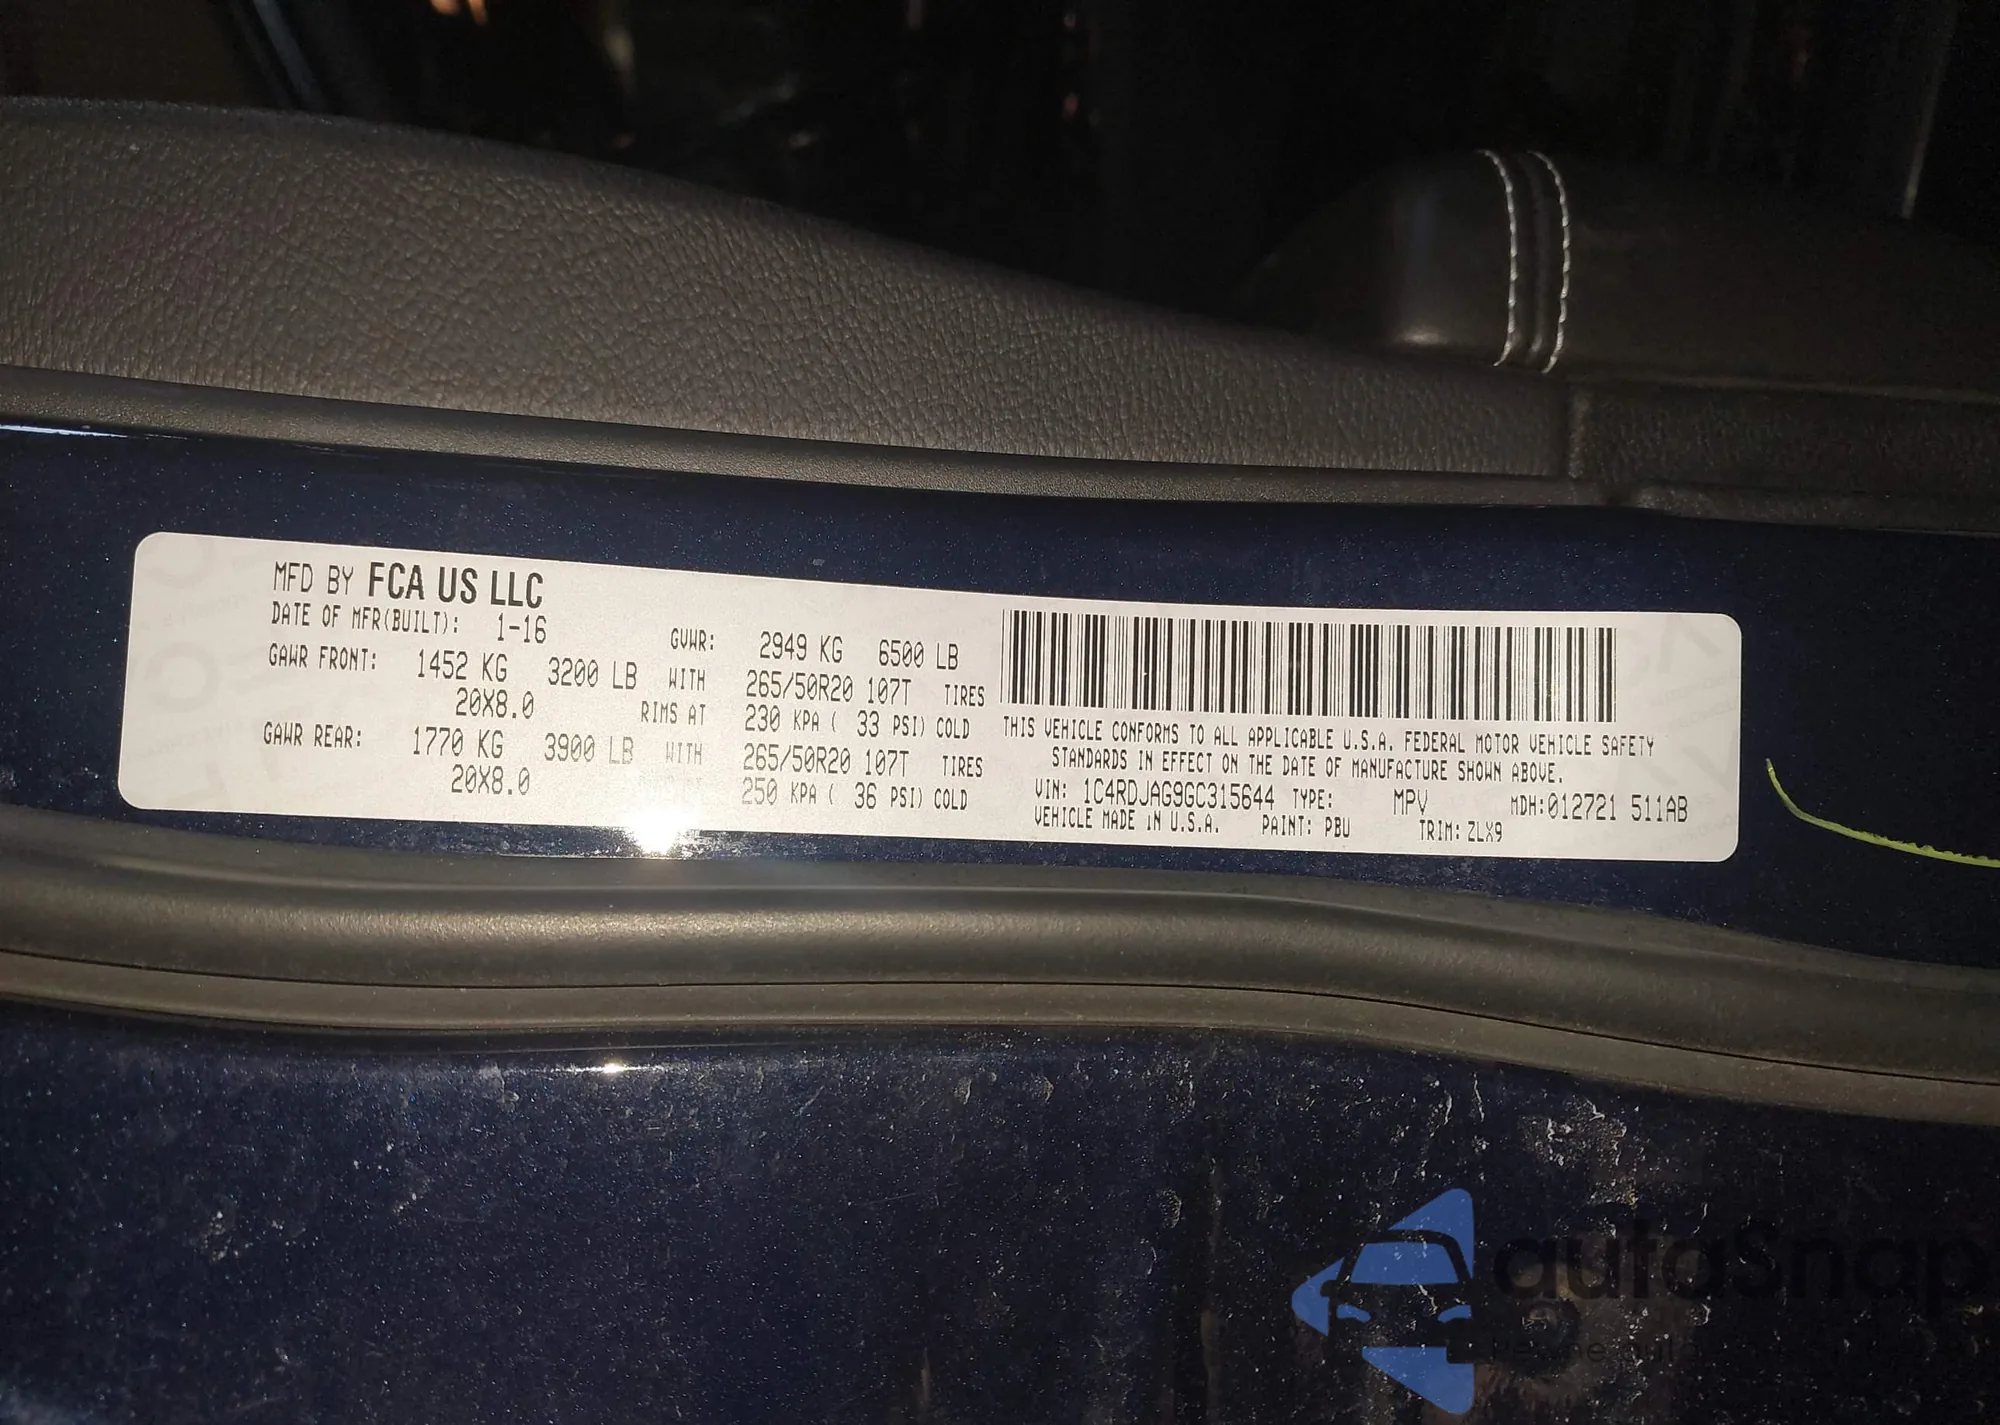 MFD BY FCA US LLC
DATE OF MFR(BUILT): 1-16 GVWR: 2949 KG 6500 LB
GAWR FRONT: 1452 KG 3200 LB WITH 265/50R20 107T TIRES
20X8.0 RIMS AT 230 KPA ( 33 PSI) COLD
GAWR REAR: 1770 KG 3900 LB WITH 265/50R20 107T TIRES
20X8.0 250 KPA ( 36 PSI) COLD
THIS VEHICLE CONFORMS TO ALL APPLICABLE U.S.A. FEDERAL MOTOR VEHICLE SAFETY
STANDARDS IN EFFECT ON THE DATE OF MANUFACTURE SHOWN ABOVE.
VIN: 1C4RDJAG9GC315644 TYPE: MPV MDH:012721 511AB
VEHICLE MADE IN U.S.A. PAINT: PBU TRIM: ZLX9
autoSnap